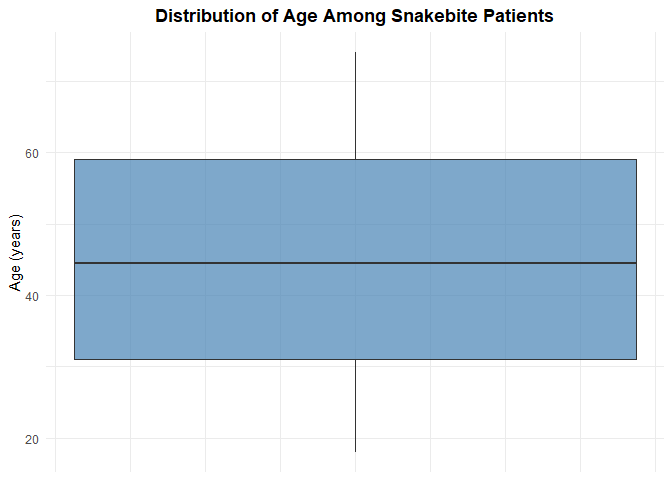 Distribution of Age Among Snakebite Patients
60
Age (years)
40
20